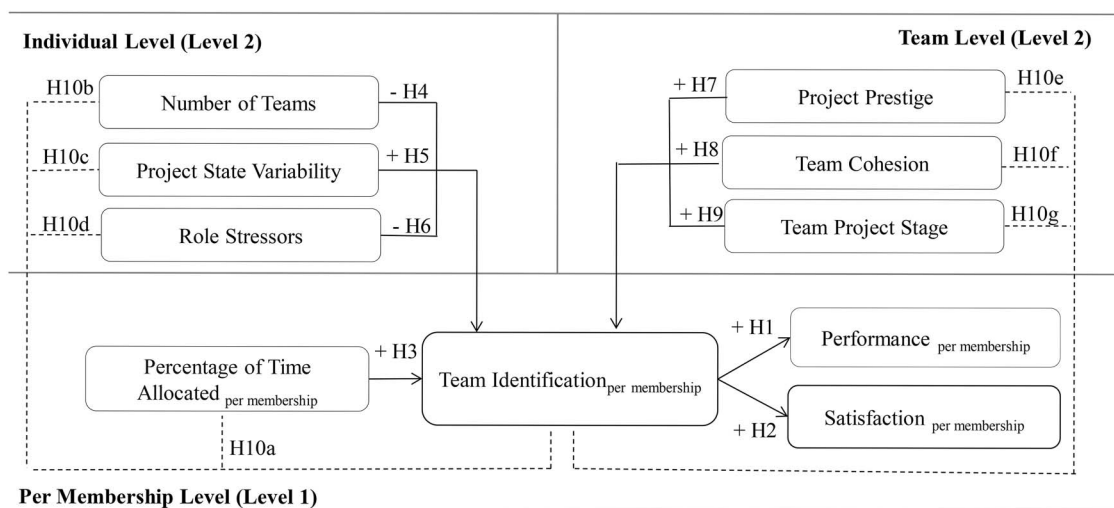 Individual Level (Level 2)
H10b
Number of Teams
- H4
H10c
Project State Variability
+ H5
H10d
Role Stressors
- H6
Team Level (Level 2)
+ H7
Project Prestige
H10e
+ H8
Team Cohesion
H10f
+ H9
Team Project Stage
H10g
Percentage of Time
Allocated per membership
+ H3
H10a
Team Identification per membership
+ H1
Performance per membership
+ H2
Satisfaction per membership
Per Membership Level (Level 1)